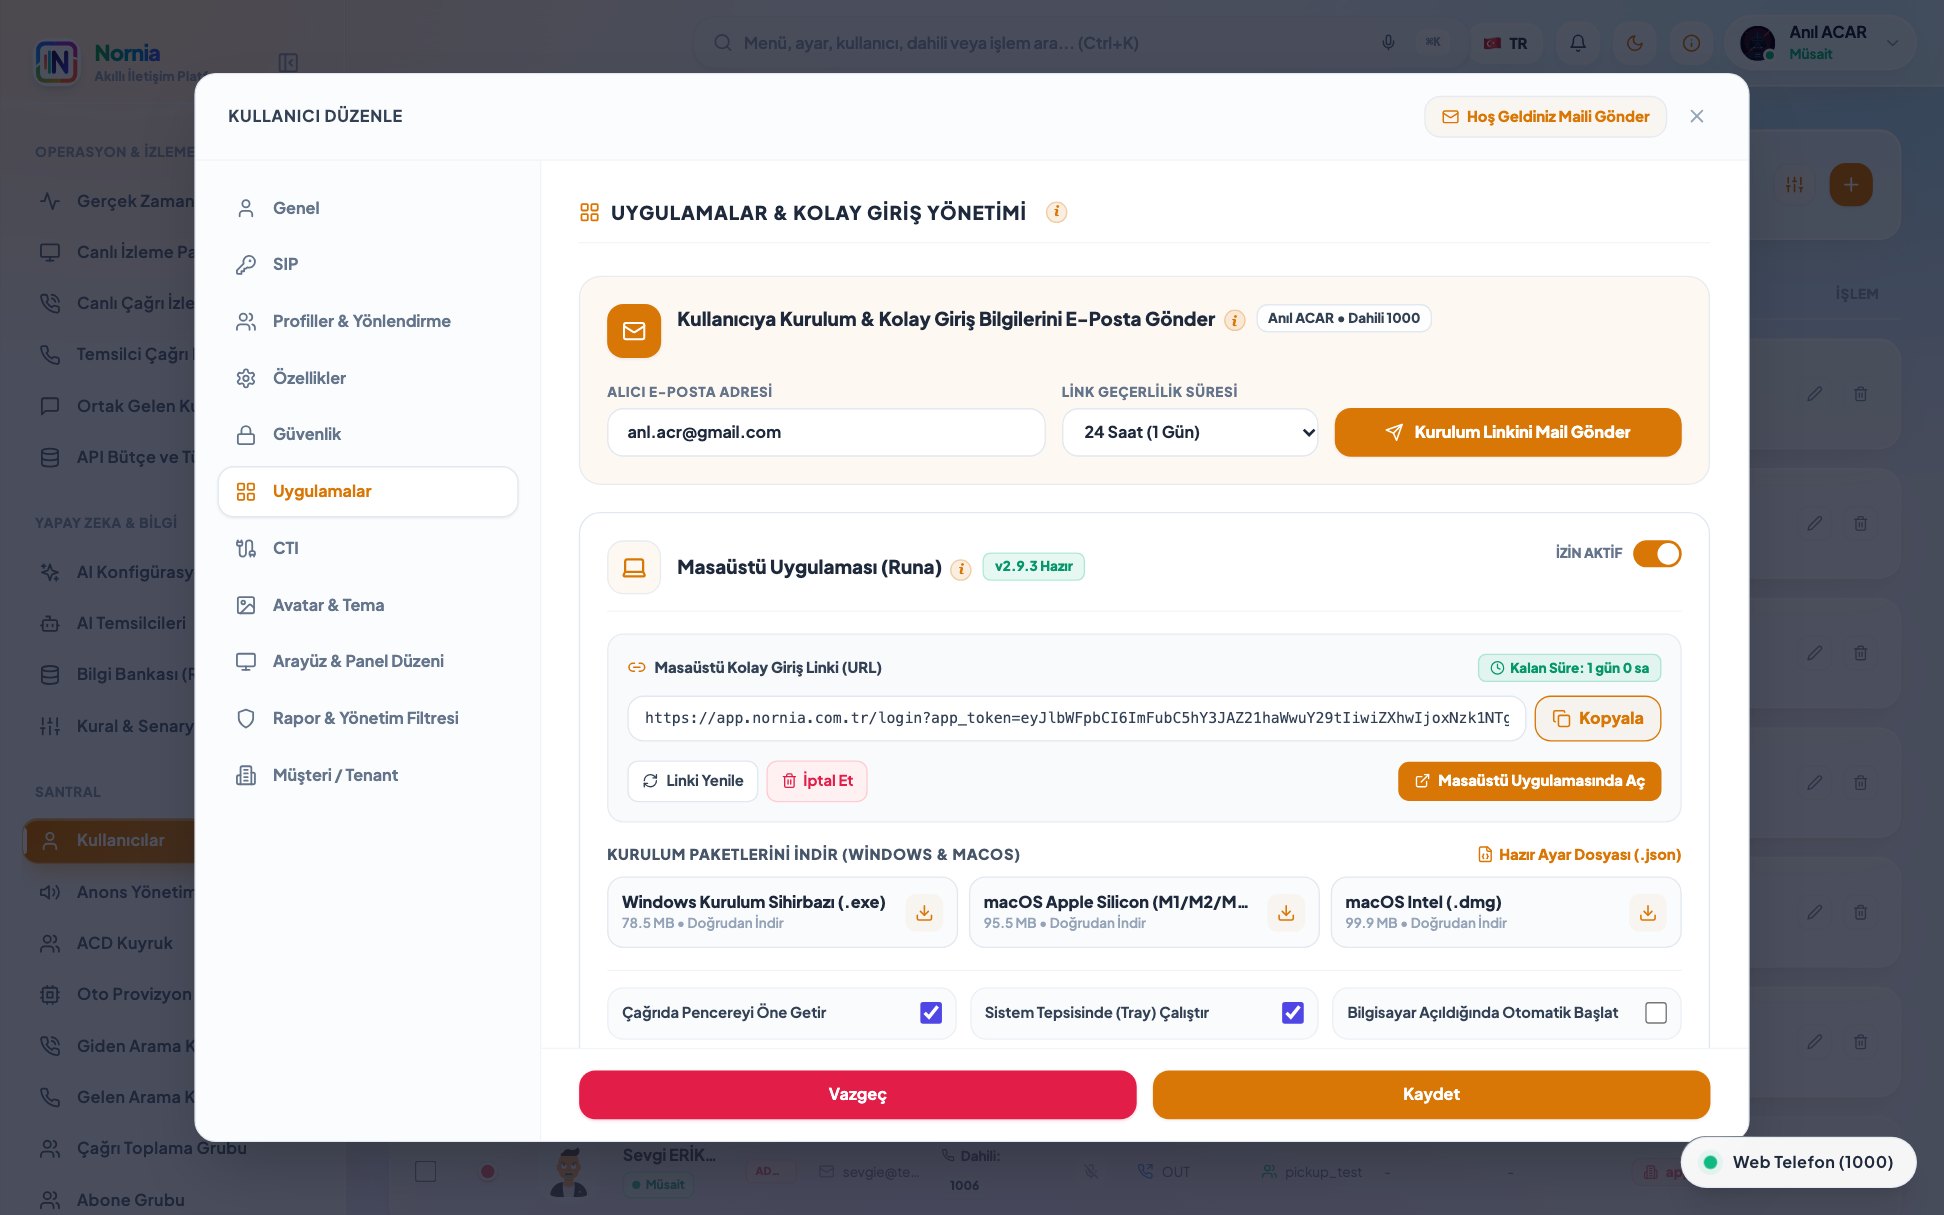 Nornia
Akıllı İletişim
Menü, ayar, kullanıcı, dahili veya işlem ara... (Ctrl+K)
⌘K
TR
Anıl ACAR
Müsait
KULLANICI DÜZENLE
Hoş Geldiniz Maili Gönder
OPERASYON & İZLEME
Gerçek Zaman
Canlı İzleme Pa
Canlı Çağrı İzle
Temsilci Çağrı
Ortak Gelen Ku
API Bütçe ve Tü
YAPAY ZEKA & BİLGİ
AI Konfigürasy
AI Temsilcileri
Bilgi Bankası (R
Kural & Senary
SANTRAL
Kullanıcılar
Anons Yönetim
ACD Kuyruk
Oto Provizyon
Giden Arama K
Gelen Arama K
Çağrı Toplama Grubu
Abone Grubu
Genel
SIP
Profiller & Yönlendirme
Özellikler
Güvenlik
Uygulamalar
CTI
Avatar & Tema
Arayüz & Panel Düzeni
Rapor & Yönetim Filtresi
Müşteri / Tenant
UYGULAMALAR & KOLAY GİRİŞ YÖNETİMİ
Kullanıcıya Kurulum & Kolay Giriş Bilgilerini E-Posta Gönder
Anıl ACAR • Dahili 1000
ALICI E-POSTA ADRESİ
LİNK GEÇERLİLİK SÜRESİ
anl.acr@gmail.com
24 Saat (1 Gün)
Kurulum Linkini Mail Gönder
Masaüstü Uygulaması (Runa)
v2.9.3 Hazır
İZİN AKTİF
Masaüstü Kolay Giriş Linki (URL)
Kalan Süre: 1 gün 0 sa
https://app.nornia.com.tr/login?app_token=eyJlbWFpbCI6ImFubC5hY3JAZ21haWwuY29tIiwiZXhwIjoxNzk1NTg
Kopyala
Linki Yenile
İptal Et
Masaüstü Uygulamasında Aç
KURULUM PAKETLERİNİ İNDİR (WİNDOWS & MACOS)
Hazır Ayar Dosyası (.json)
Windows Kurulum Sihirbazı (.exe)
78.5 MB • Doğrudan İndir
macOS Apple Silicon (M1/M2/M...
95.5 MB • Doğrudan İndir
macOS Intel (.dmg)
99.9 MB • Doğrudan İndir
Çağrıda Pencereyi Öne Getir
Sistem Tepsisinde (Tray) Çalıştır
Bilgisayar Açıldığında Otomatik Başlat
Vazgeç
Kaydet
İŞLEM
Sevgi ERİK...
Müsait
AD...
sevgie@te...
Dahili:
1006
OUT
pickup_test
-
-
Web Telefon (1000)